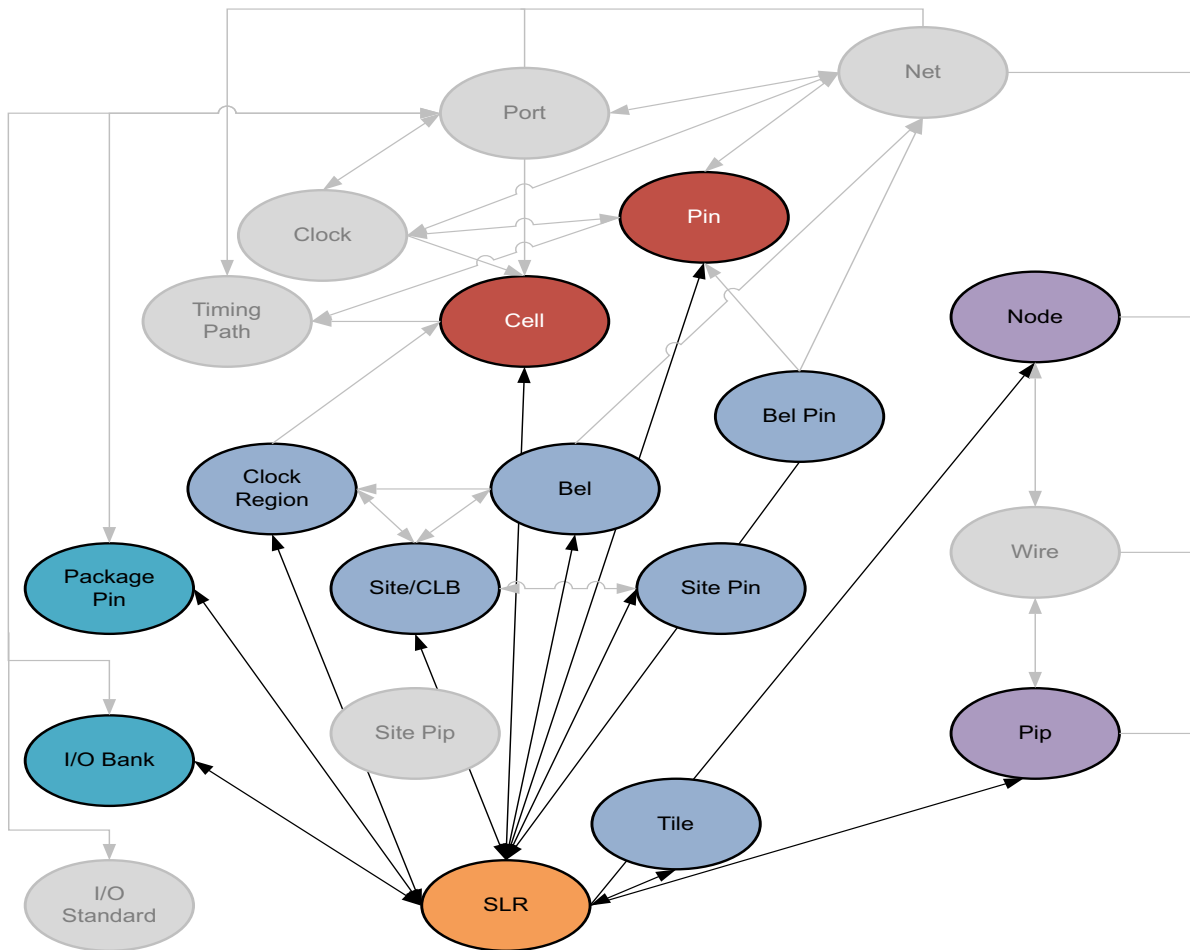 Net
Port
Pin
Clock
Timing
Path
Cell
Node
Bel Pin
Clock
Region
Bel
Wire
Package
Pin
Site/CLB
Site Pin
Site Pip
Pip
I/O Bank
Tile
SLR
I/O
Standard